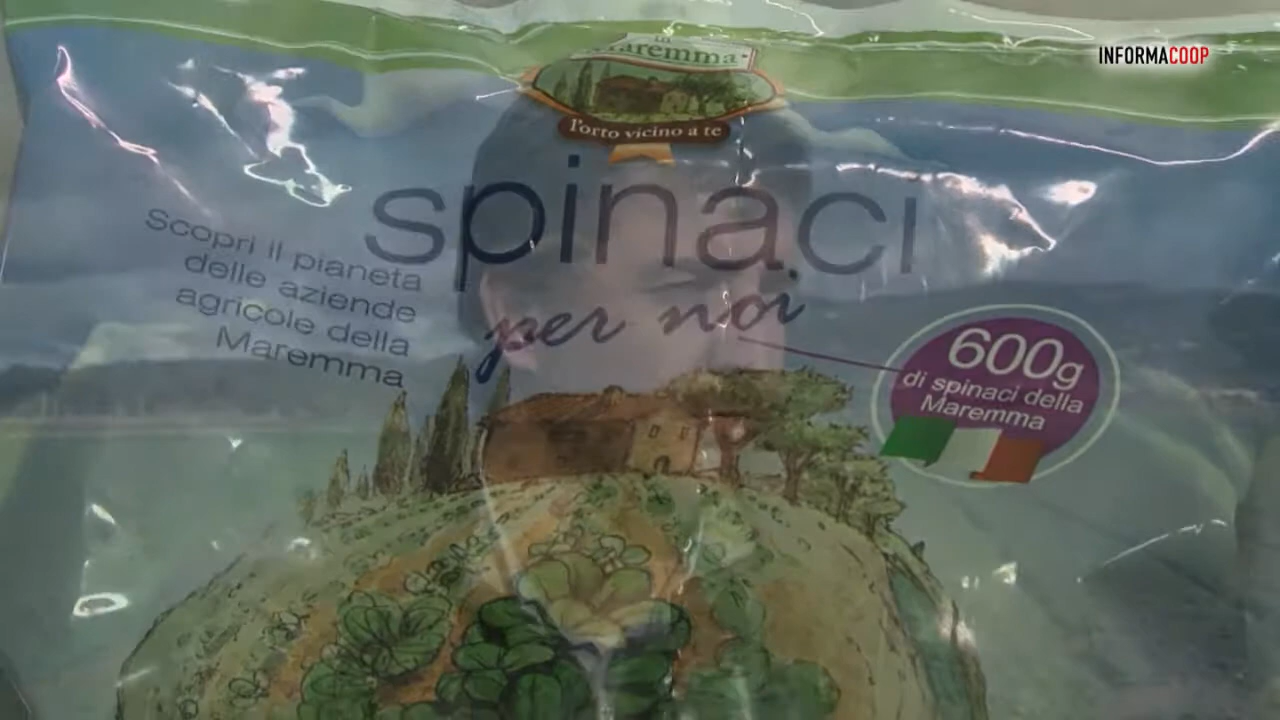 INFORMACOOP
la
Maremma
l'orto vicino a te
spinaci
per noi
Scopri il pianeta
delle aziende
agricole della
Maremma
600g
di spinaci della
Maremma